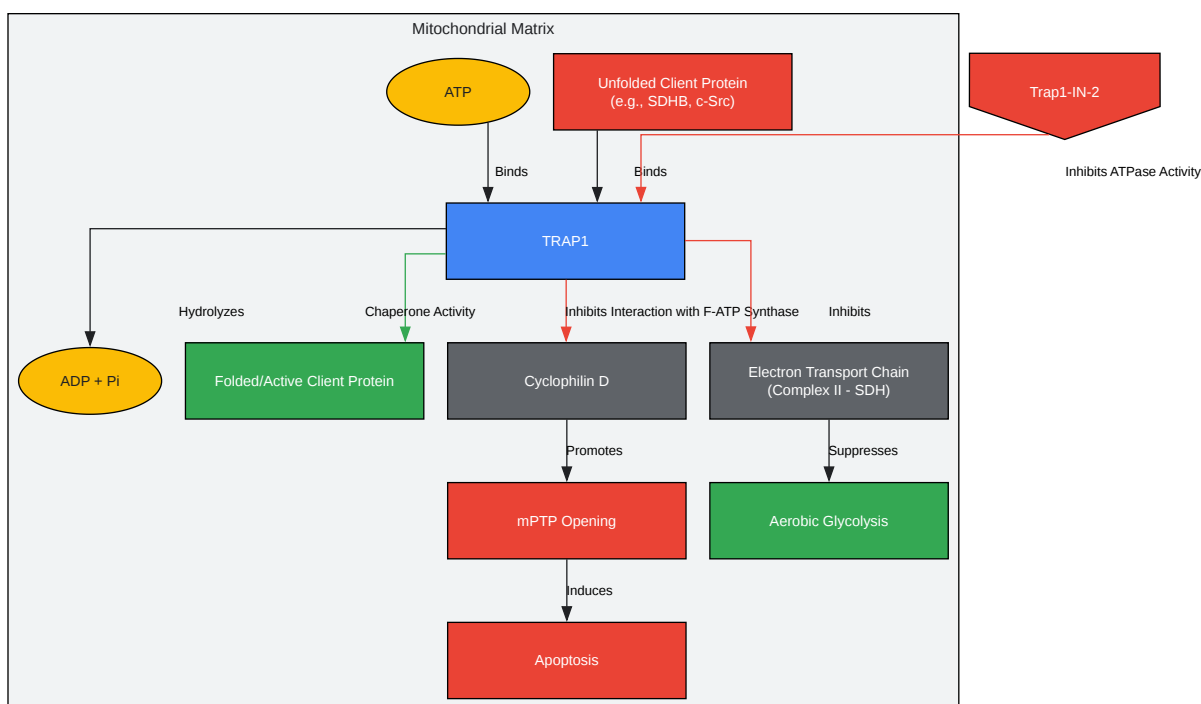 Mitochondrial Matrix
ATP
Unfolded Client Protein
(e.g., SDHB, c-Src)
Trap1-IN-2
Binds
Binds
Inhibits ATPase Activity
TRAP1
Hydrolyzes
Chaperone Activity
Inhibits Interaction with F-ATP Synthase
Inhibits
ADP + Pi
Folded/Active Client Protein
Cyclophilin D
Electron Transport Chain
(Complex II - SDH)
Promotes
Suppresses
mPTP Opening
Aerobic Glycolysis
Induces
Apoptosis